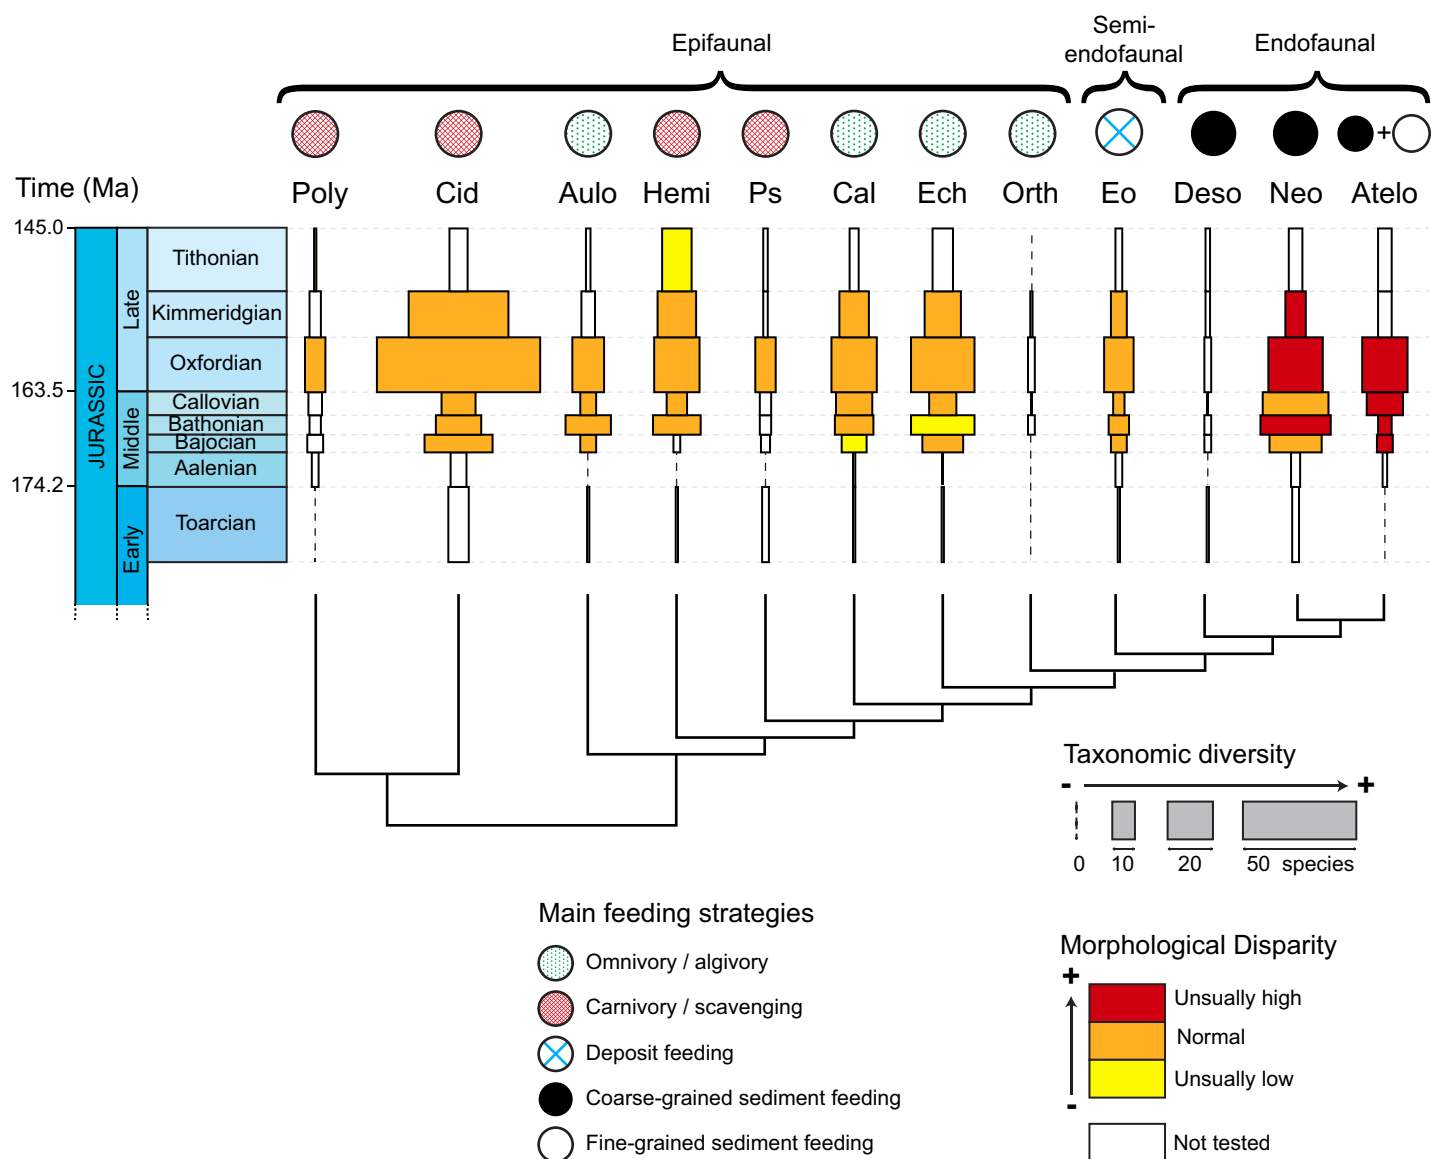 Semi-
endofaunal
Epifaunal
Endofaunal
+
Time (Ma)
Poly Cid Aulo Hemi Ps Cal Ech Orth Eo Deso Neo Atelo
145.0
163.5
174.2
JURASSIC
Late
Middle
Early
Tithonian
Kimmeridgian
Oxfordian
Callovian
Bathonian
Bajocian
Aalenian
Toarcian
Taxonomic diversity
- +
0 10 20 50 species
Main feeding strategies
Omnivory / algivory
Carnivory / scavenging
Deposit feeding
Coarse-grained sediment feeding
Fine-grained sediment feeding
Morphological Disparity
+
Unsually high
Normal
Unsually low
-
Not tested